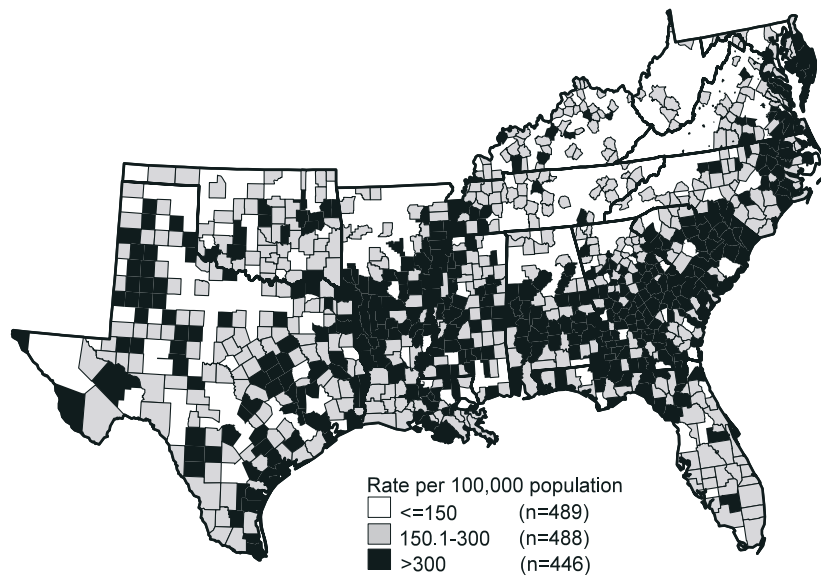 Rate per 100,000 population
<=150 (n=489)
150.1-300 (n=488)
>300 (n=446)